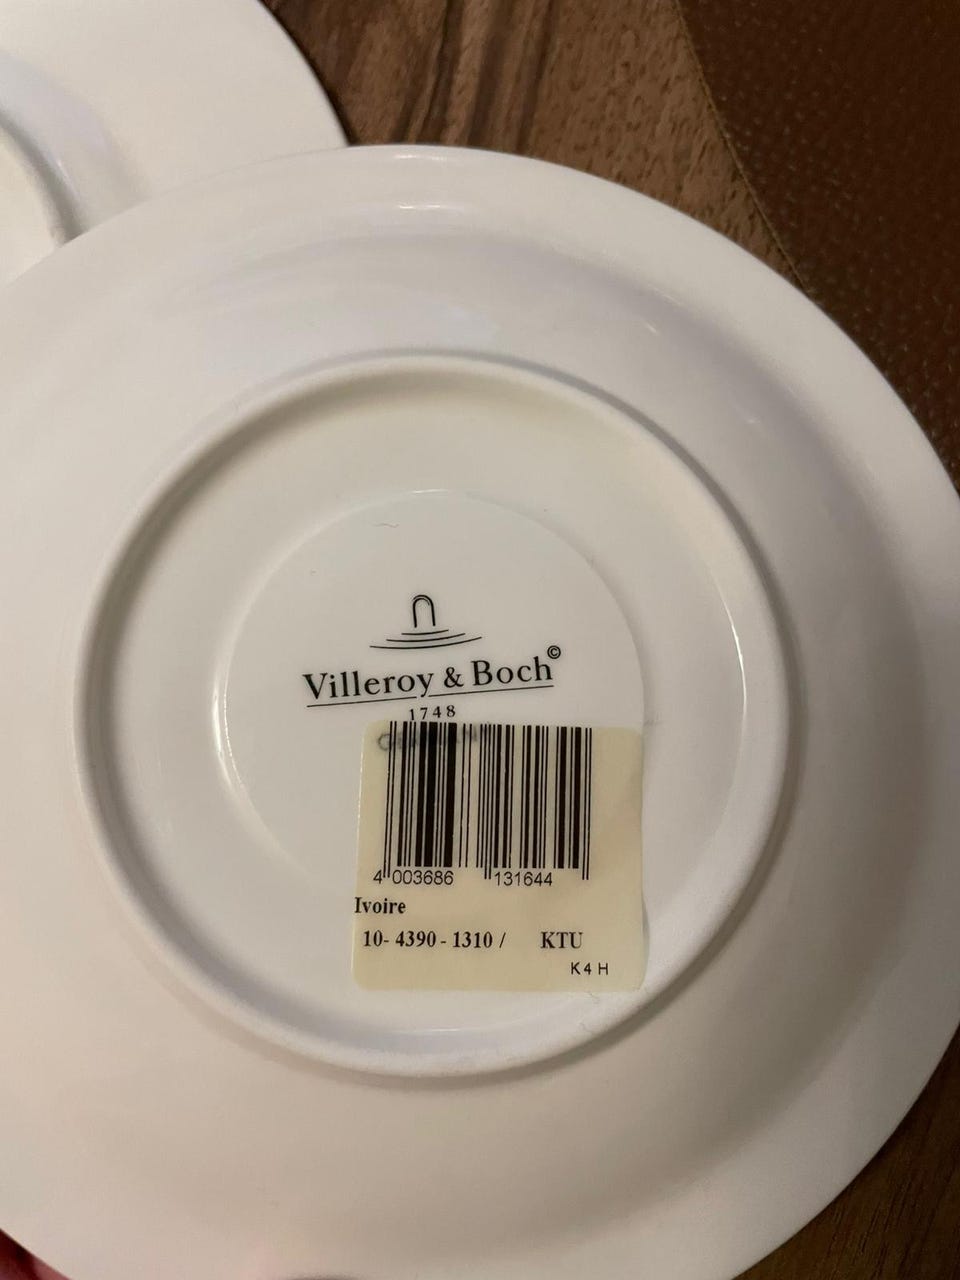 Villeroy & Boch©
1748
4 003686 131644
Ivoire
10- 4390 - 1310 / KTU
K4H